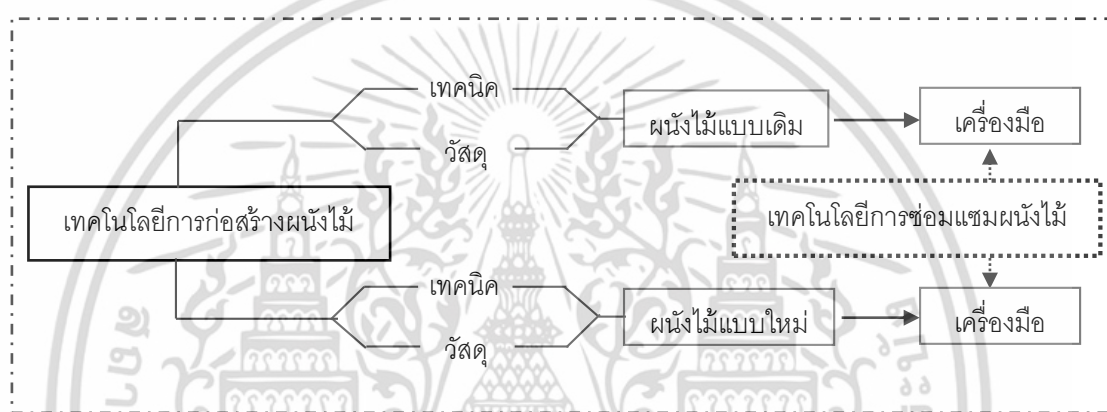 เทคนิค
วัสดุ
ผนังไม้แบบเดิม
เครื่องมือ
เทคโนโลยีการก่อสร้างผนังไม้
เทคโนโลยีการซ่อมแซมผนังไม้
เทคนิค
วัสดุ
ผนังไม้แบบใหม่
เครื่องมือ